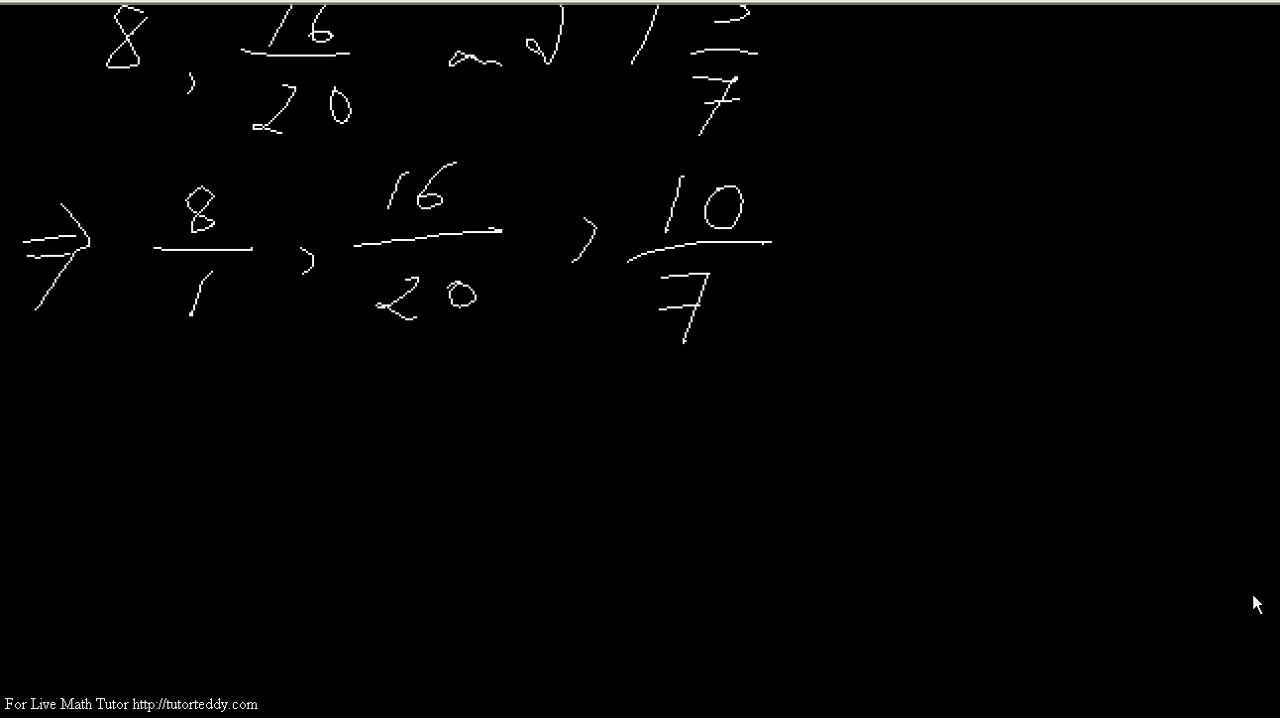 8, 16/20 and 1 3/7
⇒ 8/1, 16/20, 10/7
For Live Math Tutor http://tutorteddy.com